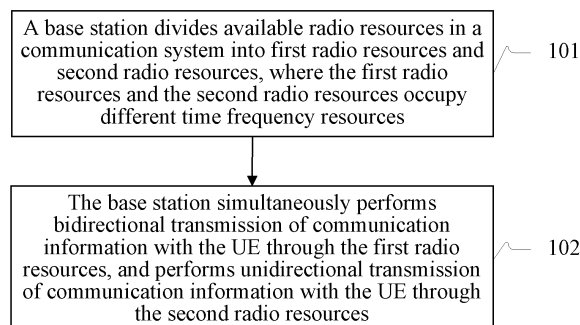 A base station divides available radio resources in a
communication system into first radio resources and
second radio resources, where the first radio
resources and the second radio resources occupy
different time frequency resources
101
The base station simultaneously performs
bidirectional transmission of communication
information with the UE through the first radio
resources, and performs unidirectional transmission
of communication information with the UE through
the second radio resources
102